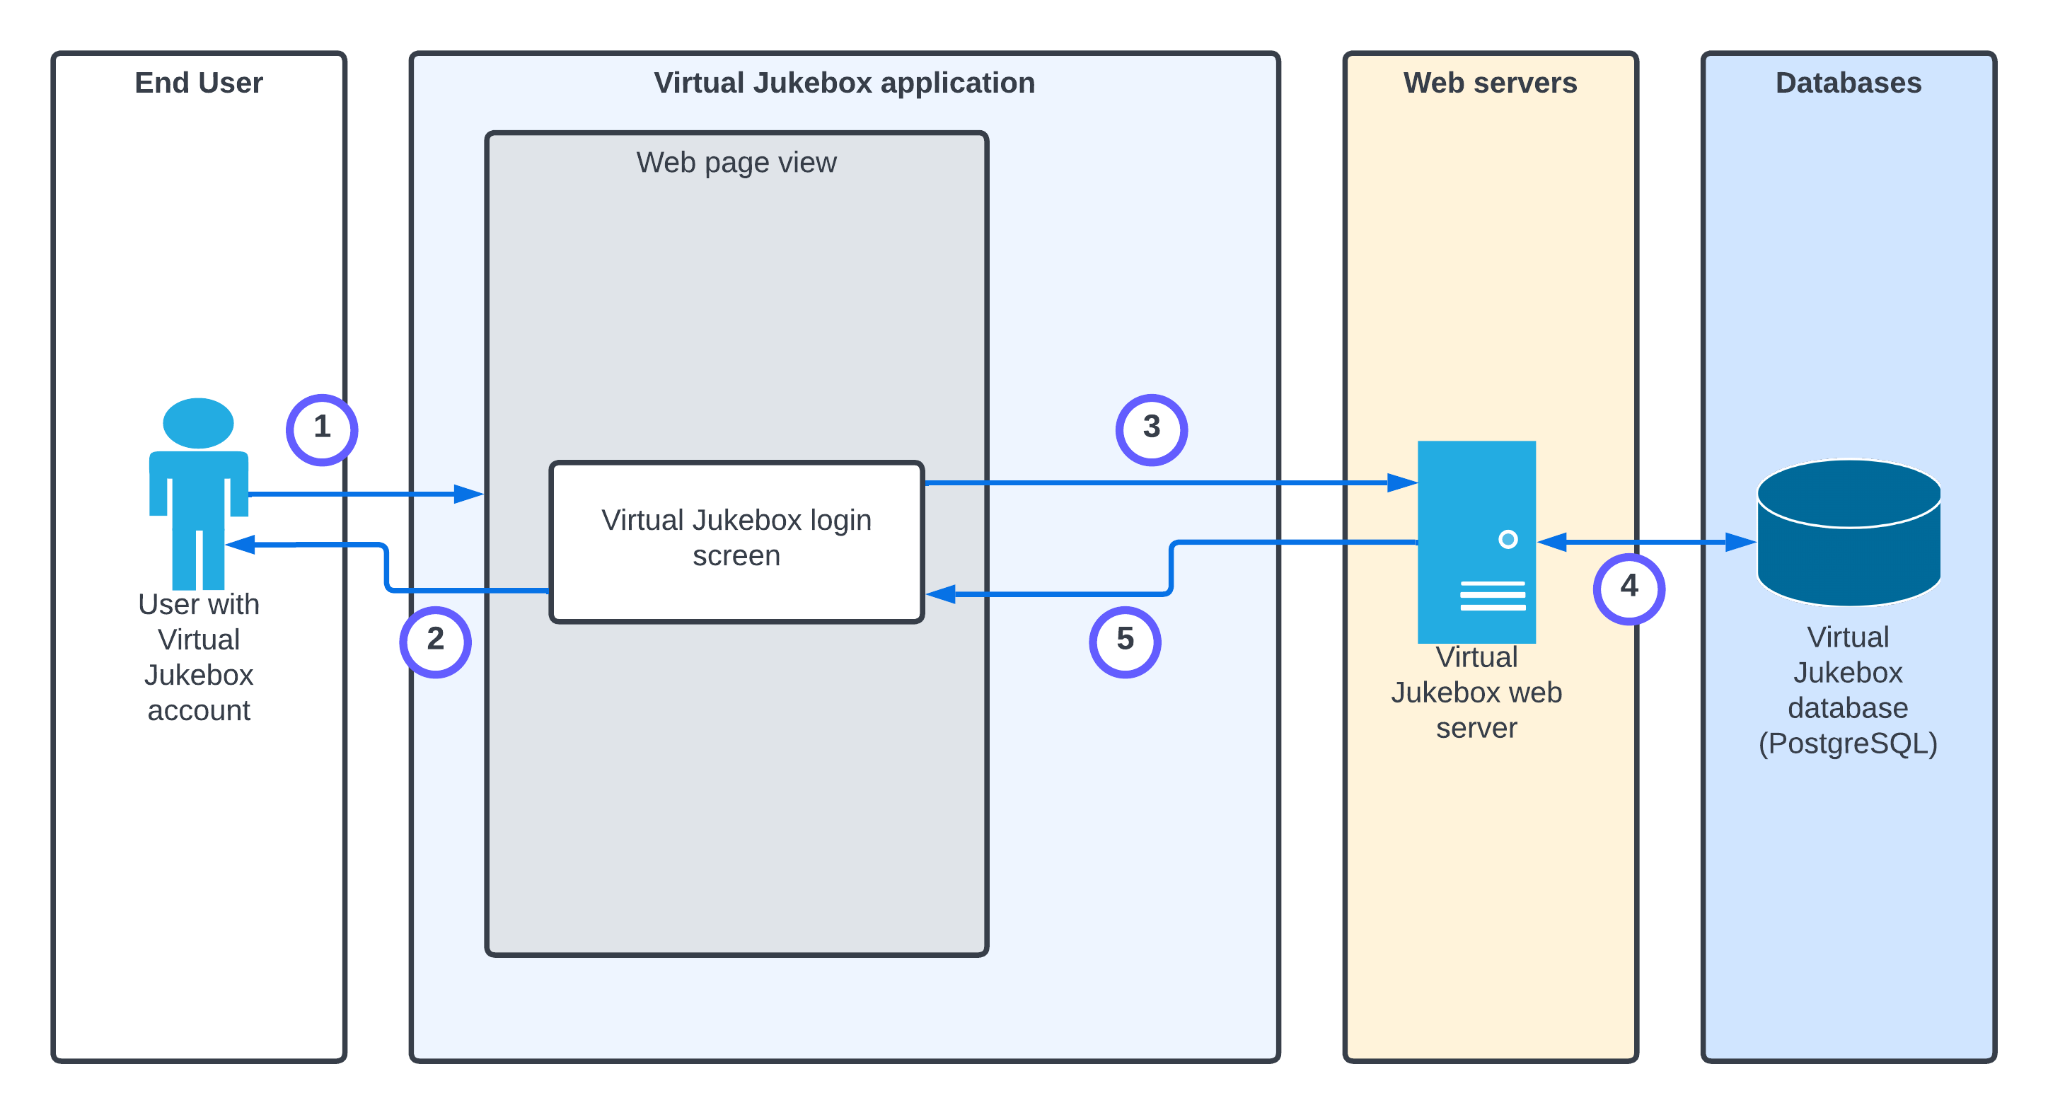 End User
Virtual Jukebox application
Web servers
Databases
Web page view
1
3
Virtual Jukebox login
screen
4
2
5
User with
Virtual
Jukebox
account
Virtual
Jukebox web
server
Virtual
Jukebox
database
(PostgreSQL)